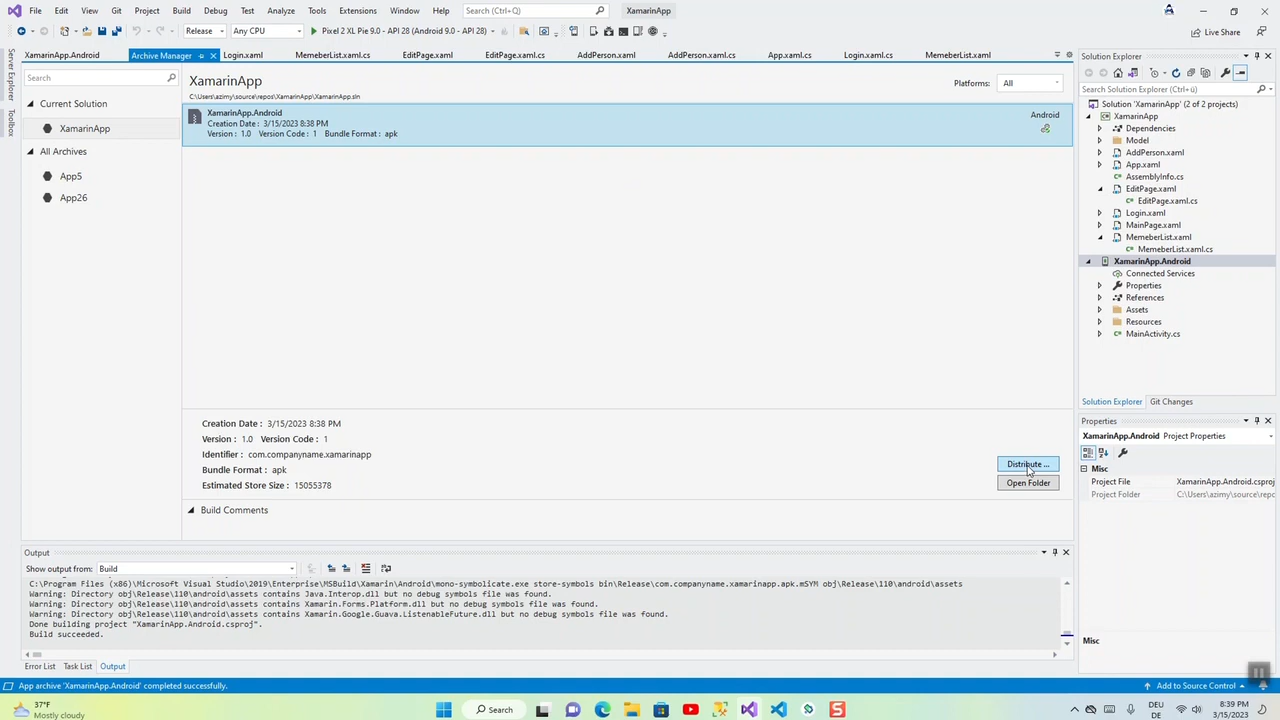 File Edit View Git Project Build Debug Test Analyze Tools Extensions Window Help Search (Ctrl+Q) XamarinApp
Release Any CPU Pixel 2 XL Pie 9.0 - API 28 (Android 9.0 - API 28) Live Share
Server Explorer
Toolbox
XamarinApp.Android Archive Manager Login.xaml MemeberList.xaml.cs EditPage.xaml EditPage.xaml.cs AddPerson.xaml AddPerson.xaml.cs App.xaml.cs Login.xaml.cs MemeberList.xaml
Search
Current Solution
XamarinApp
All Archives
App5
App26
XamarinApp
C:\Users\azimy\source\repos\XamarinApp\XamarinApp.sln
Platforms: All
XamarinApp.Android
Creation Date : 3/15/2023 8:38 PM
Version : 1.0 Version Code : 1 Bundle Format : apk
Android
Creation Date : 3/15/2023 8:38 PM
Version : 1.0 Version Code : 1
Identifier : com.companyname.xamarinapp
Bundle Format : apk
Estimated Store Size : 15055378
Distribute ...
Open Folder
Build Comments
Output
Show output from: Build
C:\Program Files (x86)\Microsoft Visual Studio\2019\Enterprise\MSBuild\Xamarin\Android\mono-symbolicate.exe store-symbols bin\Release\com.companyname.xamarinapp.apk.mSYM obj\Release\110\android\assets
Warning: Directory obj\Release\110\android\assets contains Java.Interop.dll but no debug symbols file was found.
Warning: Directory obj\Release\110\android\assets contains Xamarin.Forms.Platform.dll but no debug symbols file was found.
Warning: Directory obj\Release\110\android\assets contains Xamarin.Google.Guava.ListenableFuture.dll but no debug symbols file was found.
Done building project "XamarinApp.Android.csproj".
Build succeeded.
Error List Task List Output
Solution Explorer
Search Solution Explorer (Ctrl+ü)
Solution 'XamarinApp' (2 of 2 projects)
XamarinApp
Dependencies
Model
AddPerson.xaml
App.xaml
AssemblyInfo.cs
EditPage.xaml
EditPage.xaml.cs
Login.xaml
MainPage.xaml
MemeberList.xaml
MemeberList.xaml.cs
XamarinApp.Android
Connected Services
Properties
References
Assets
Resources
MainActivity.cs
Solution Explorer Git Changes
Properties
XamarinApp.Android Project Properties
Misc
Project File XamarinApp.Android.csproj
Project Folder C:\Users\azimy\source\repo
Misc
App archive 'XamarinApp.Android' completed successfully. Add to Source Control
37°F
Mostly cloudy
Search
DEU
DE
8:39 PM
3/15/2023